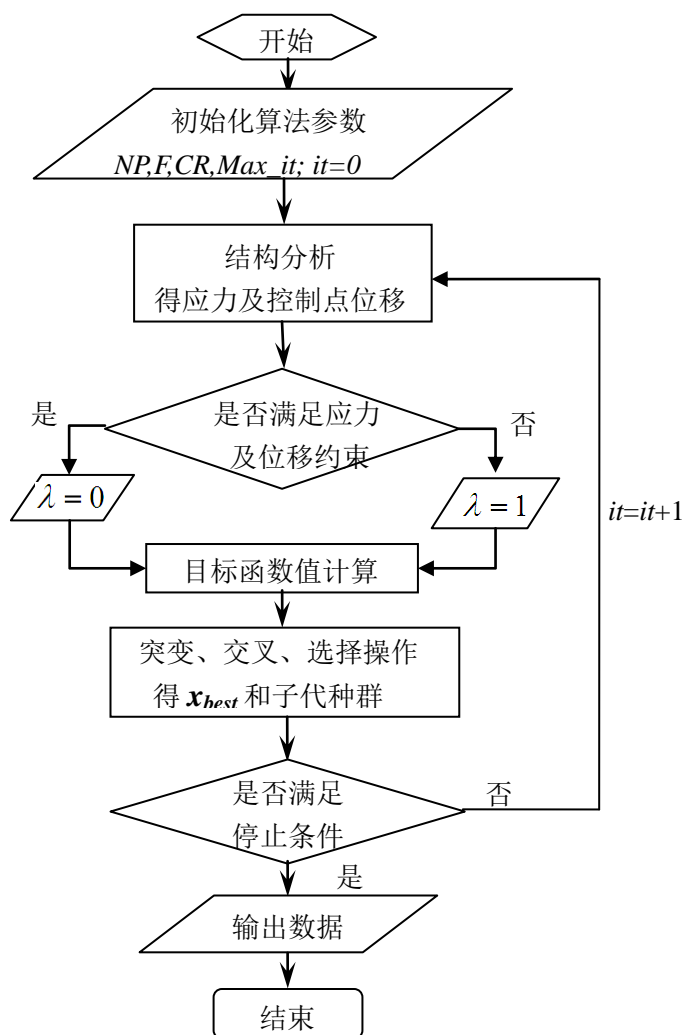 开始
初始化算法参数
NP,F,CR,Max_it; it=0
结构分析
得应力及控制点位移
是否满足应力
及位移约束
是
否
λ = 0
λ = 1
it=it+1
目标函数值计算
突变、交叉、选择操作
得 x_best 和子代种群
是否满足
停止条件
否
是
输出数据
结束